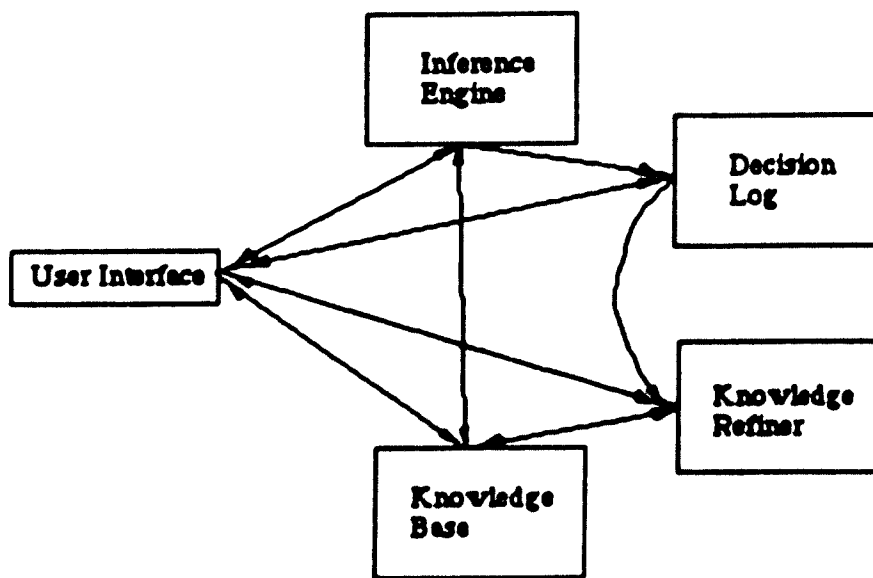 Inference
Engine
Decision
Log
User Interface
Knowledge
Refiner
Knowledge
Base